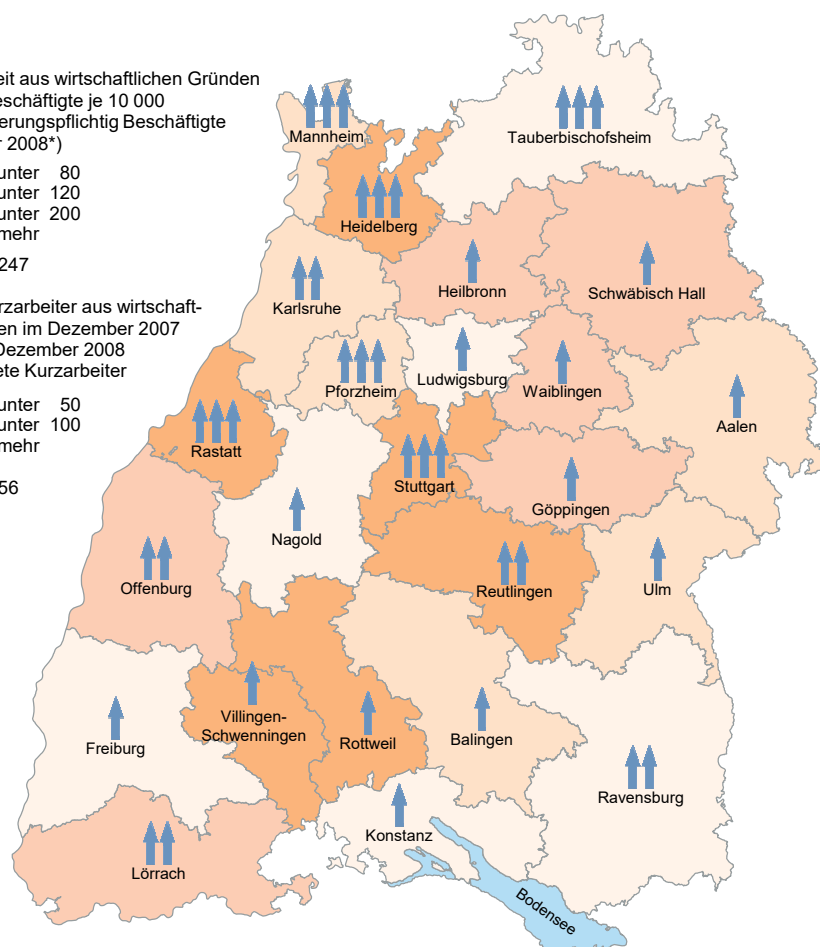 eit aus wirtschaftlichen Gründen
eschäftigte je 10 000
erungspflichtig Beschäftigte
r 2008*)
unter 80
unter 120
unter 200
mehr
247
rzarbeiter aus wirtschaft-
en im Dezember 2007
Dezember 2008
ete Kurzarbeiter
unter 50
unter 100
mehr
56
Mannheim
Tauberbischofsheim
Heidelberg
Heilbronn
Schwäbisch Hall
Karlsruhe
Pforzheim
Ludwigsburg
Waiblingen
Aalen
Rastatt
Stuttgart
Göppingen
Nagold
Offenburg
Reutlingen
Ulm
Villingen-
Schwenningen
Rottweil
Balingen
Freiburg
Ravensburg
Konstanz
Lörrach
Bodensee